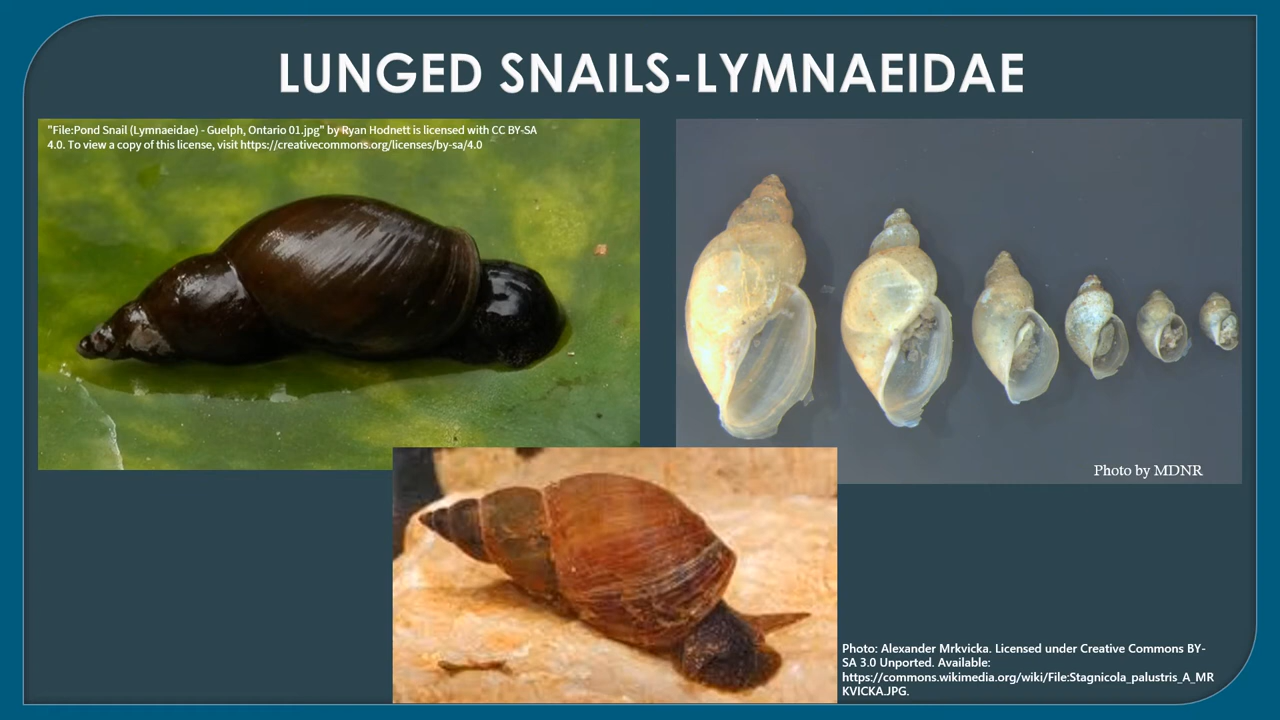 LUNGED SNAILS-LYMNAEIDAE
"File:Pond Snail (Lymnaeidae) - Guelph, Ontario 01.jpg" by Ryan Hodnett is licensed with CC BY-SA
4.0. To view a copy of this license, visit https://creativecommons.org/licenses/by-sa/4.0
Photo by MDNR
Photo: Alexander Mrkvicka. Licensed under Creative Commons BY-
SA 3.0 Unported. Available:
https://commons.wikimedia.org/wiki/File:Stagnicola_palustris_A_MR
KVICKA.JPG.